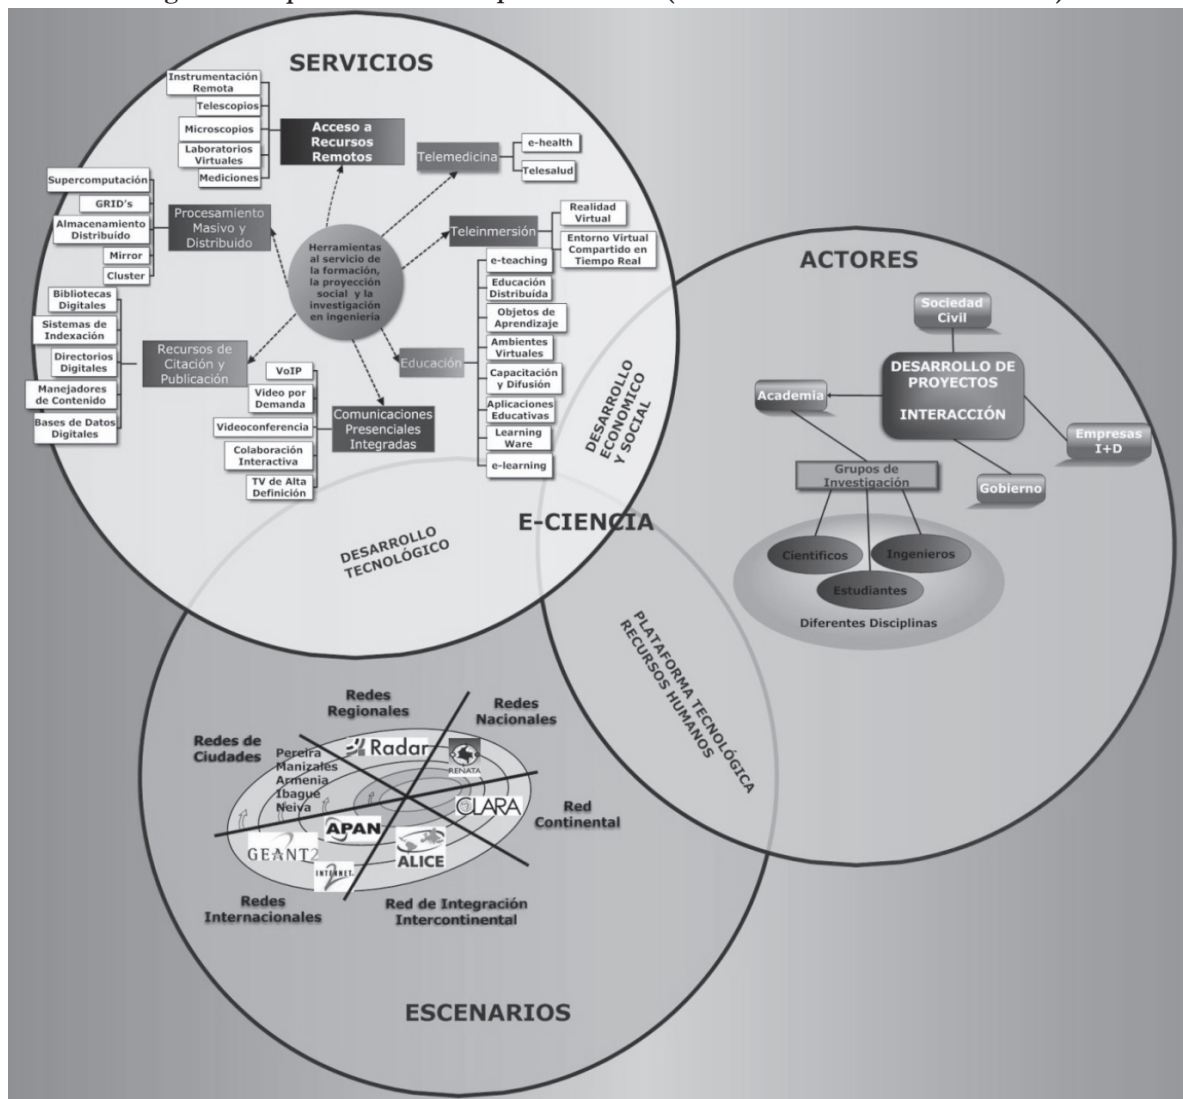 SERVICIOS
Instrumentación
Remota
Telescopios
Microscopios
Laboratorios
Virtuales
Mediciones
Acceso a
Recursos
Remotos
Telemedicina
e-health
Telesalud
Supercomputación
GRID's
Almacenamiento
Distribuído
Mirror
Cluster
Procesamiento
Masivo y
Distribuido
Teleinmersión
Realidad
Virtual
Entorno Virtual
Compartido en
Tiempo Real
Herramientas
al servicio de
la formación,
la proyección
social y la
investigación
en ingenieria
Bibliotecas
Digitales
Sistemas de
Indexación
Directorios
Digitales
Manejadores
de Contenido
Bases de Datos
Digitales
Recursos de
Citación y
Publicación
Educación
e-teaching
Educación
Distribuida
Objetos de
Aprendizaje
Ambientes
Virtuales
Capacitación
y Difusión
Aplicaciones
Educativas
Learning
Ware
e-learning
VoIP
Video por
Demanda
Videoconferencia
Colaboración
Interactiva
TV de Alta
Definición
Comunicaciones
Presenciales
Integradas
DESARROLLO
ECONOMICO
Y SOCIAL
ACTORES
Sociedad
Civil
DESARROLLO DE
PROYECTOS
INTERACCIÓN
Academia
Empresas
I+D
Gobierno
Grupos de
Investigación
Cientificos
Ingenieros
Estudiantes
Diferentes Disciplinas
E-CIENCIA
DESARROLLO
TECNOLÓGICO
PLATAFORMA TECNOLÓGICA
RECURSOS HUMANOS
Redes
Regionales
Redes
Nacionales
Redes de
Ciudades
Pereira
Manizales
Armenia
Ibagué
Neiva
Radar
RENATA
CLARA
Red
Continental
APAN
GEANT2
INTERNET
2
ALICE
Redes
Internacionales
Red de Integración
Intercontinental
ESCENARIOS